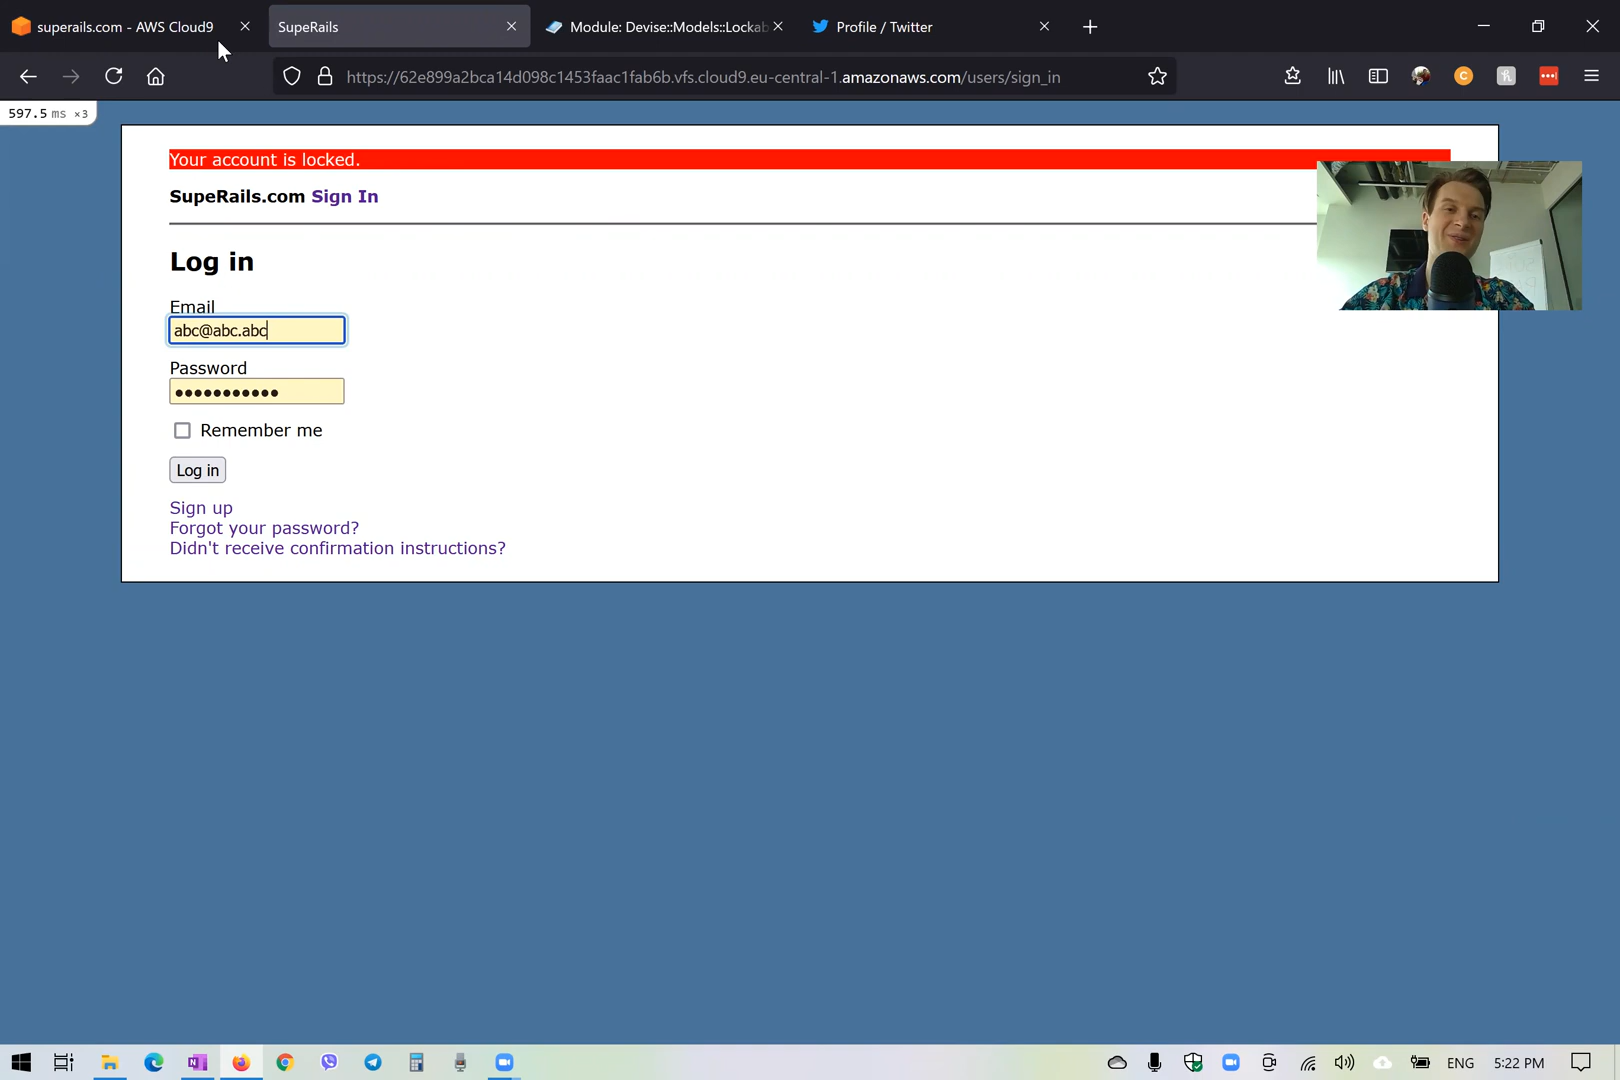 superails.com - AWS Cloud9
SupeRails
Module: Devise::Models::Lockab
Profile / Twitter
https://62e899a2bca14d098c1453faac1fab6b.vfs.cloud9.eu-central-1.amazonaws.com/users/sign_in
597.5 ms ×3
Your account is locked.
SupeRails.com Sign In
Log in
Email
abc@abc.abc
Password
Remember me
Log in
Sign up
Forgot your password?
Didn't receive confirmation instructions?
ENG
5:22 PM